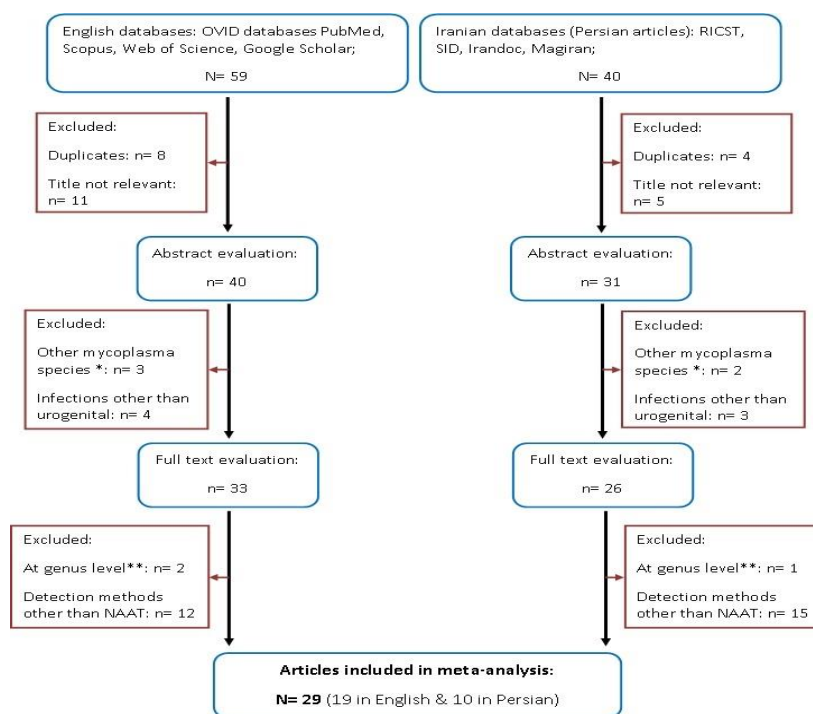 English databases: OVID databases PubMed,
Scopus, Web of Science, Google Scholar;
N= 59
Iranian databases (Persian articles): RICST,
SID, Irandoc, Magiran;
N= 40
Excluded:
Duplicates: n= 8
Title not relevant:
n= 11
Excluded:
Duplicates: n= 4
Title not relevant:
n= 5
Abstract evaluation:
n= 40
Abstract evaluation:
n= 31
Excluded:
Other mycoplasma
species *: n= 3
Infections other than
urogenital: n= 4
Excluded:
Other mycoplasma
species *: n= 2
Infections other than
urogenital: n= 3
Full text evaluation:
n= 33
Full text evaluation:
n= 26
Excluded:
At genus level**: n= 2
Detection methods
other than NAAT: n= 12
Excluded:
At genus level**: n= 1
Detection methods
other than NAAT: n= 15
Articles included in meta-analysis:
N= 29 (19 in English & 10 in Persian)